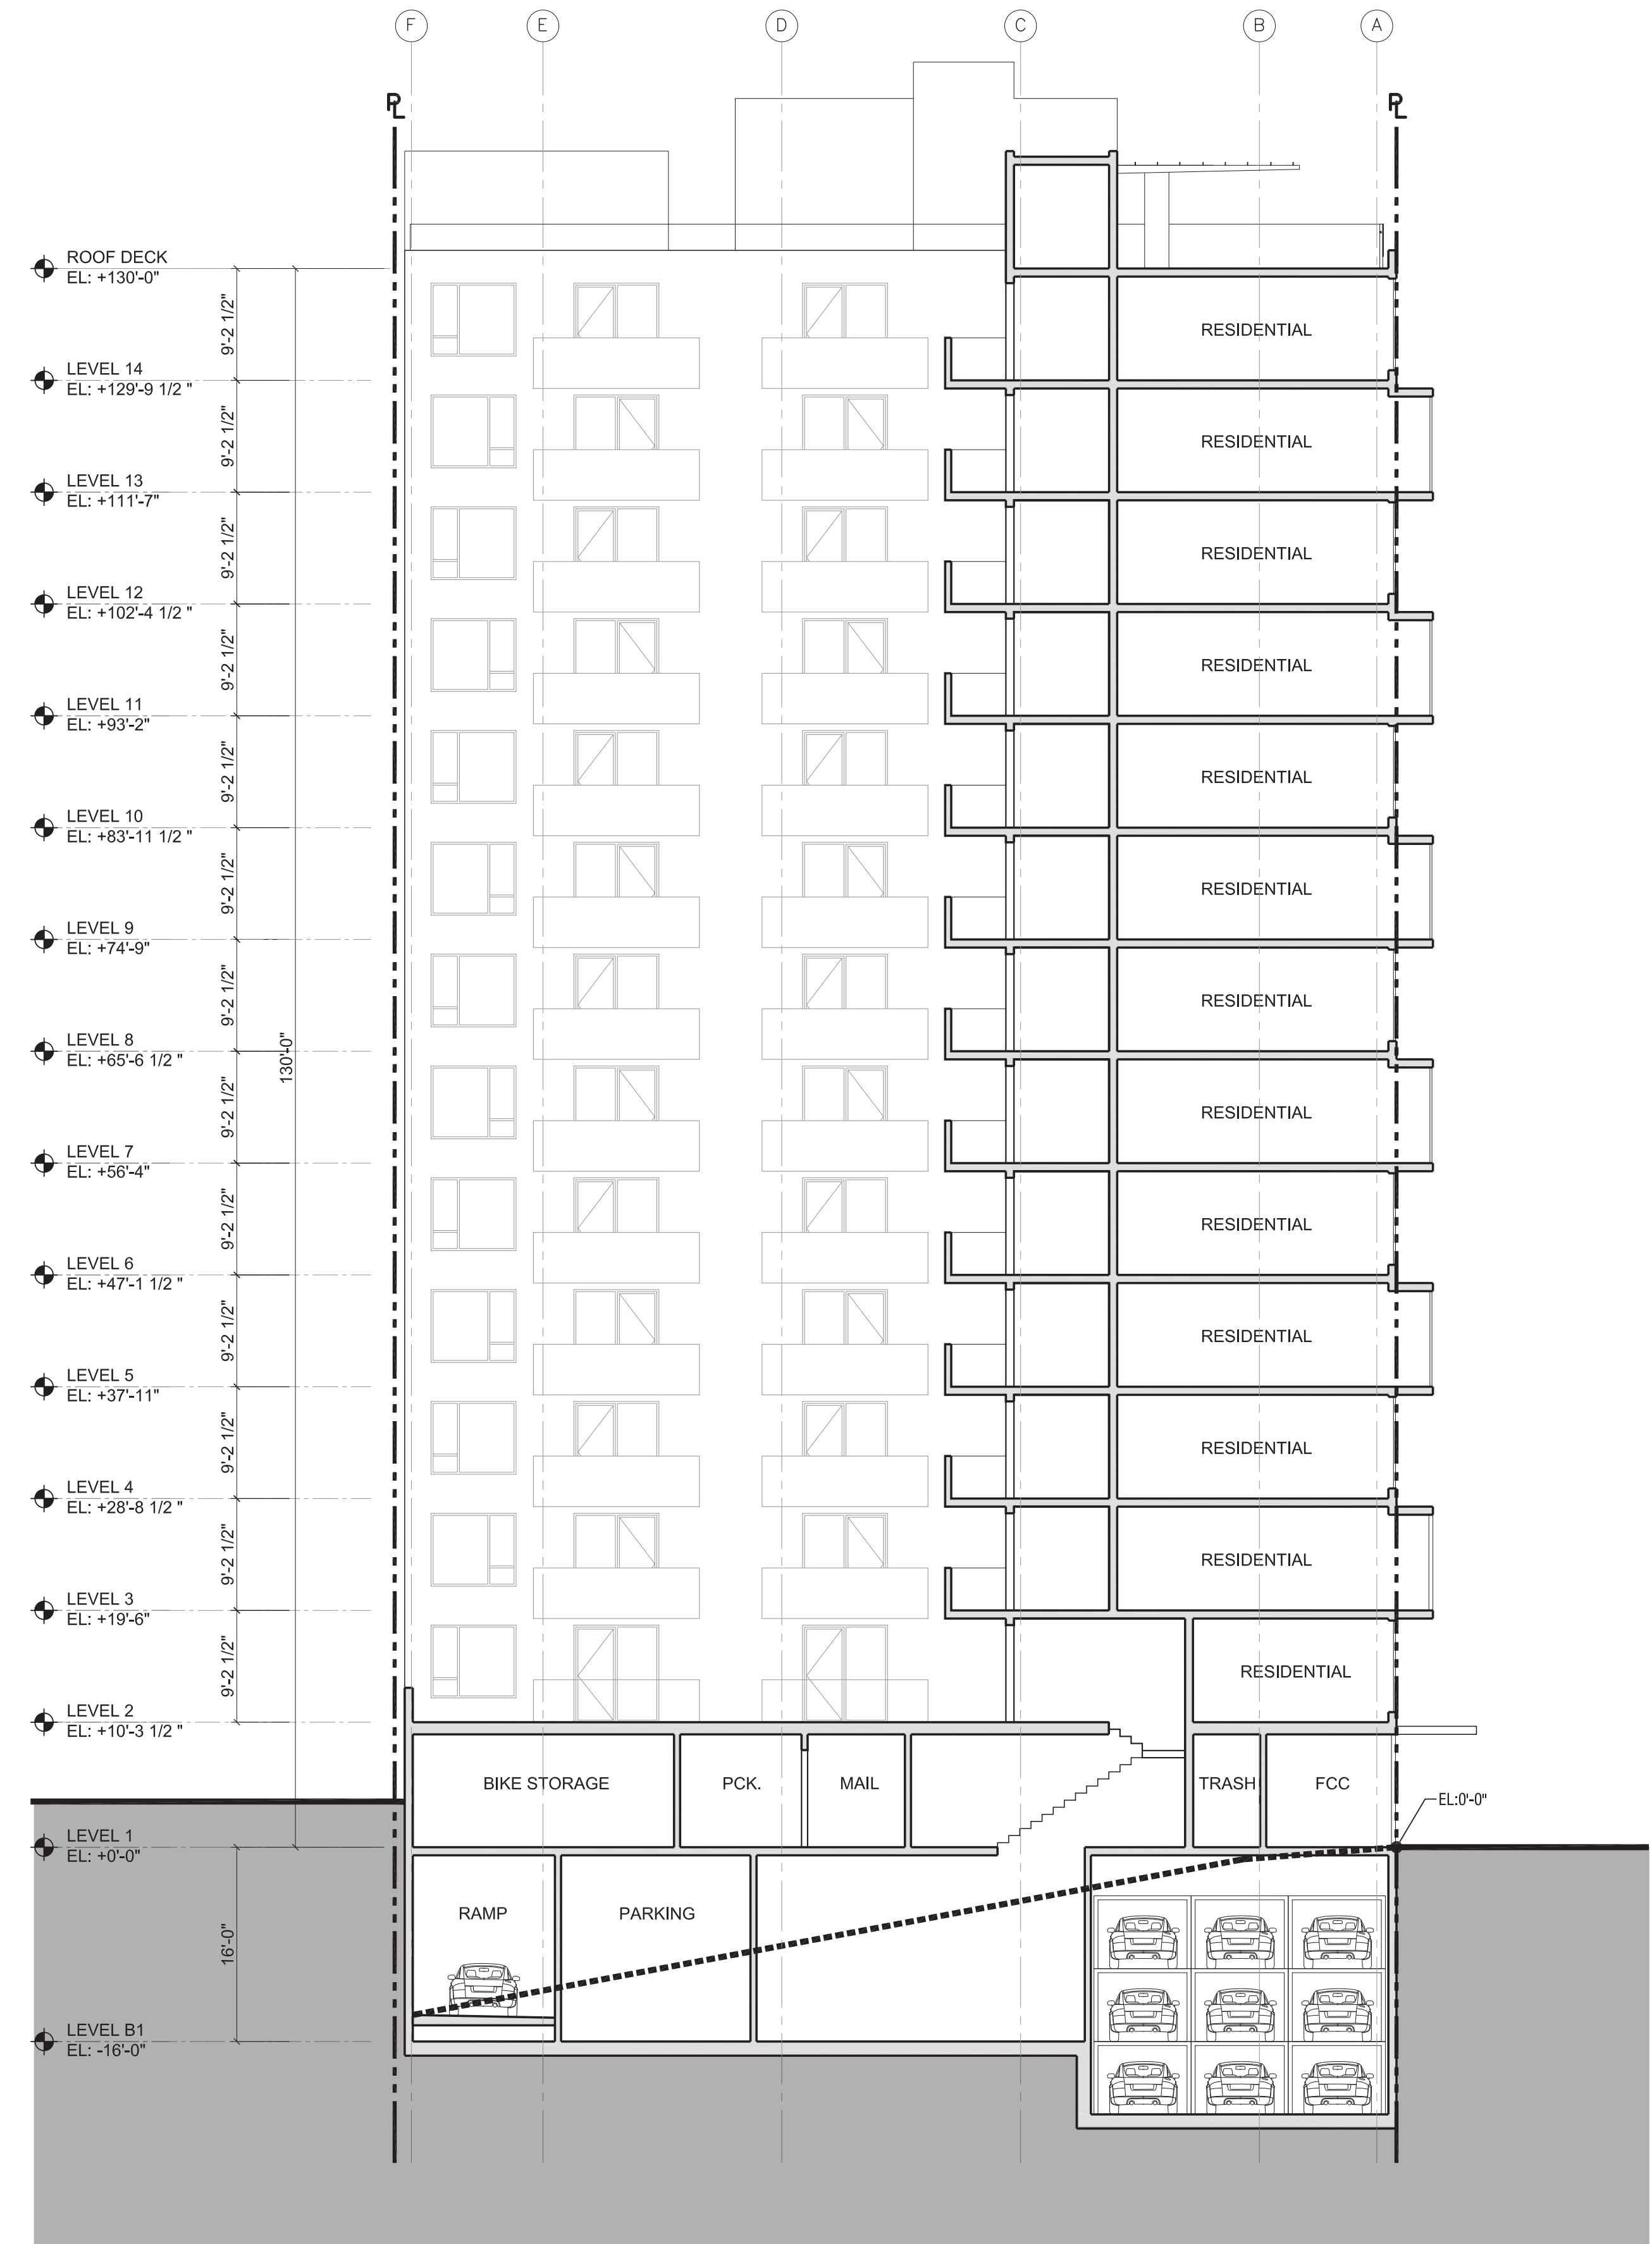 F
E
D
C
B
A
PL
PL
ROOF DECK
EL: +130'-0"
9'-2 1/2"
RESIDENTIAL
LEVEL 14
EL: +129'-9 1/2 "
9'-2 1/2"
RESIDENTIAL
LEVEL 13
EL: +111'-7"
9'-2 1/2"
RESIDENTIAL
LEVEL 12
EL: +102'-4 1/2 "
9'-2 1/2"
RESIDENTIAL
LEVEL 11
EL: +93'-2"
9'-2 1/2"
RESIDENTIAL
LEVEL 10
EL: +83'-11 1/2 "
9'-2 1/2"
RESIDENTIAL
LEVEL 9
EL: +74'-9"
9'-2 1/2"
RESIDENTIAL
LEVEL 8
EL: +65'-6 1/2 "
130'-0"
9'-2 1/2"
RESIDENTIAL
LEVEL 7
EL: +56'-4"
9'-2 1/2"
RESIDENTIAL
LEVEL 6
EL: +47'-1 1/2 "
9'-2 1/2"
RESIDENTIAL
LEVEL 5
EL: +37'-11"
9'-2 1/2"
RESIDENTIAL
LEVEL 4
EL: +28'-8 1/2 "
9'-2 1/2"
RESIDENTIAL
LEVEL 3
EL: +19'-6"
9'-2 1/2"
RESIDENTIAL
LEVEL 2
EL: +10'-3 1/2 "
BIKE STORAGE
PCK.
MAIL
TRASH
FCC
EL:0'-0"
LEVEL 1
EL: +0'-0"
RAMP
PARKING
16'-0"
LEVEL B1
EL: -16'-0"